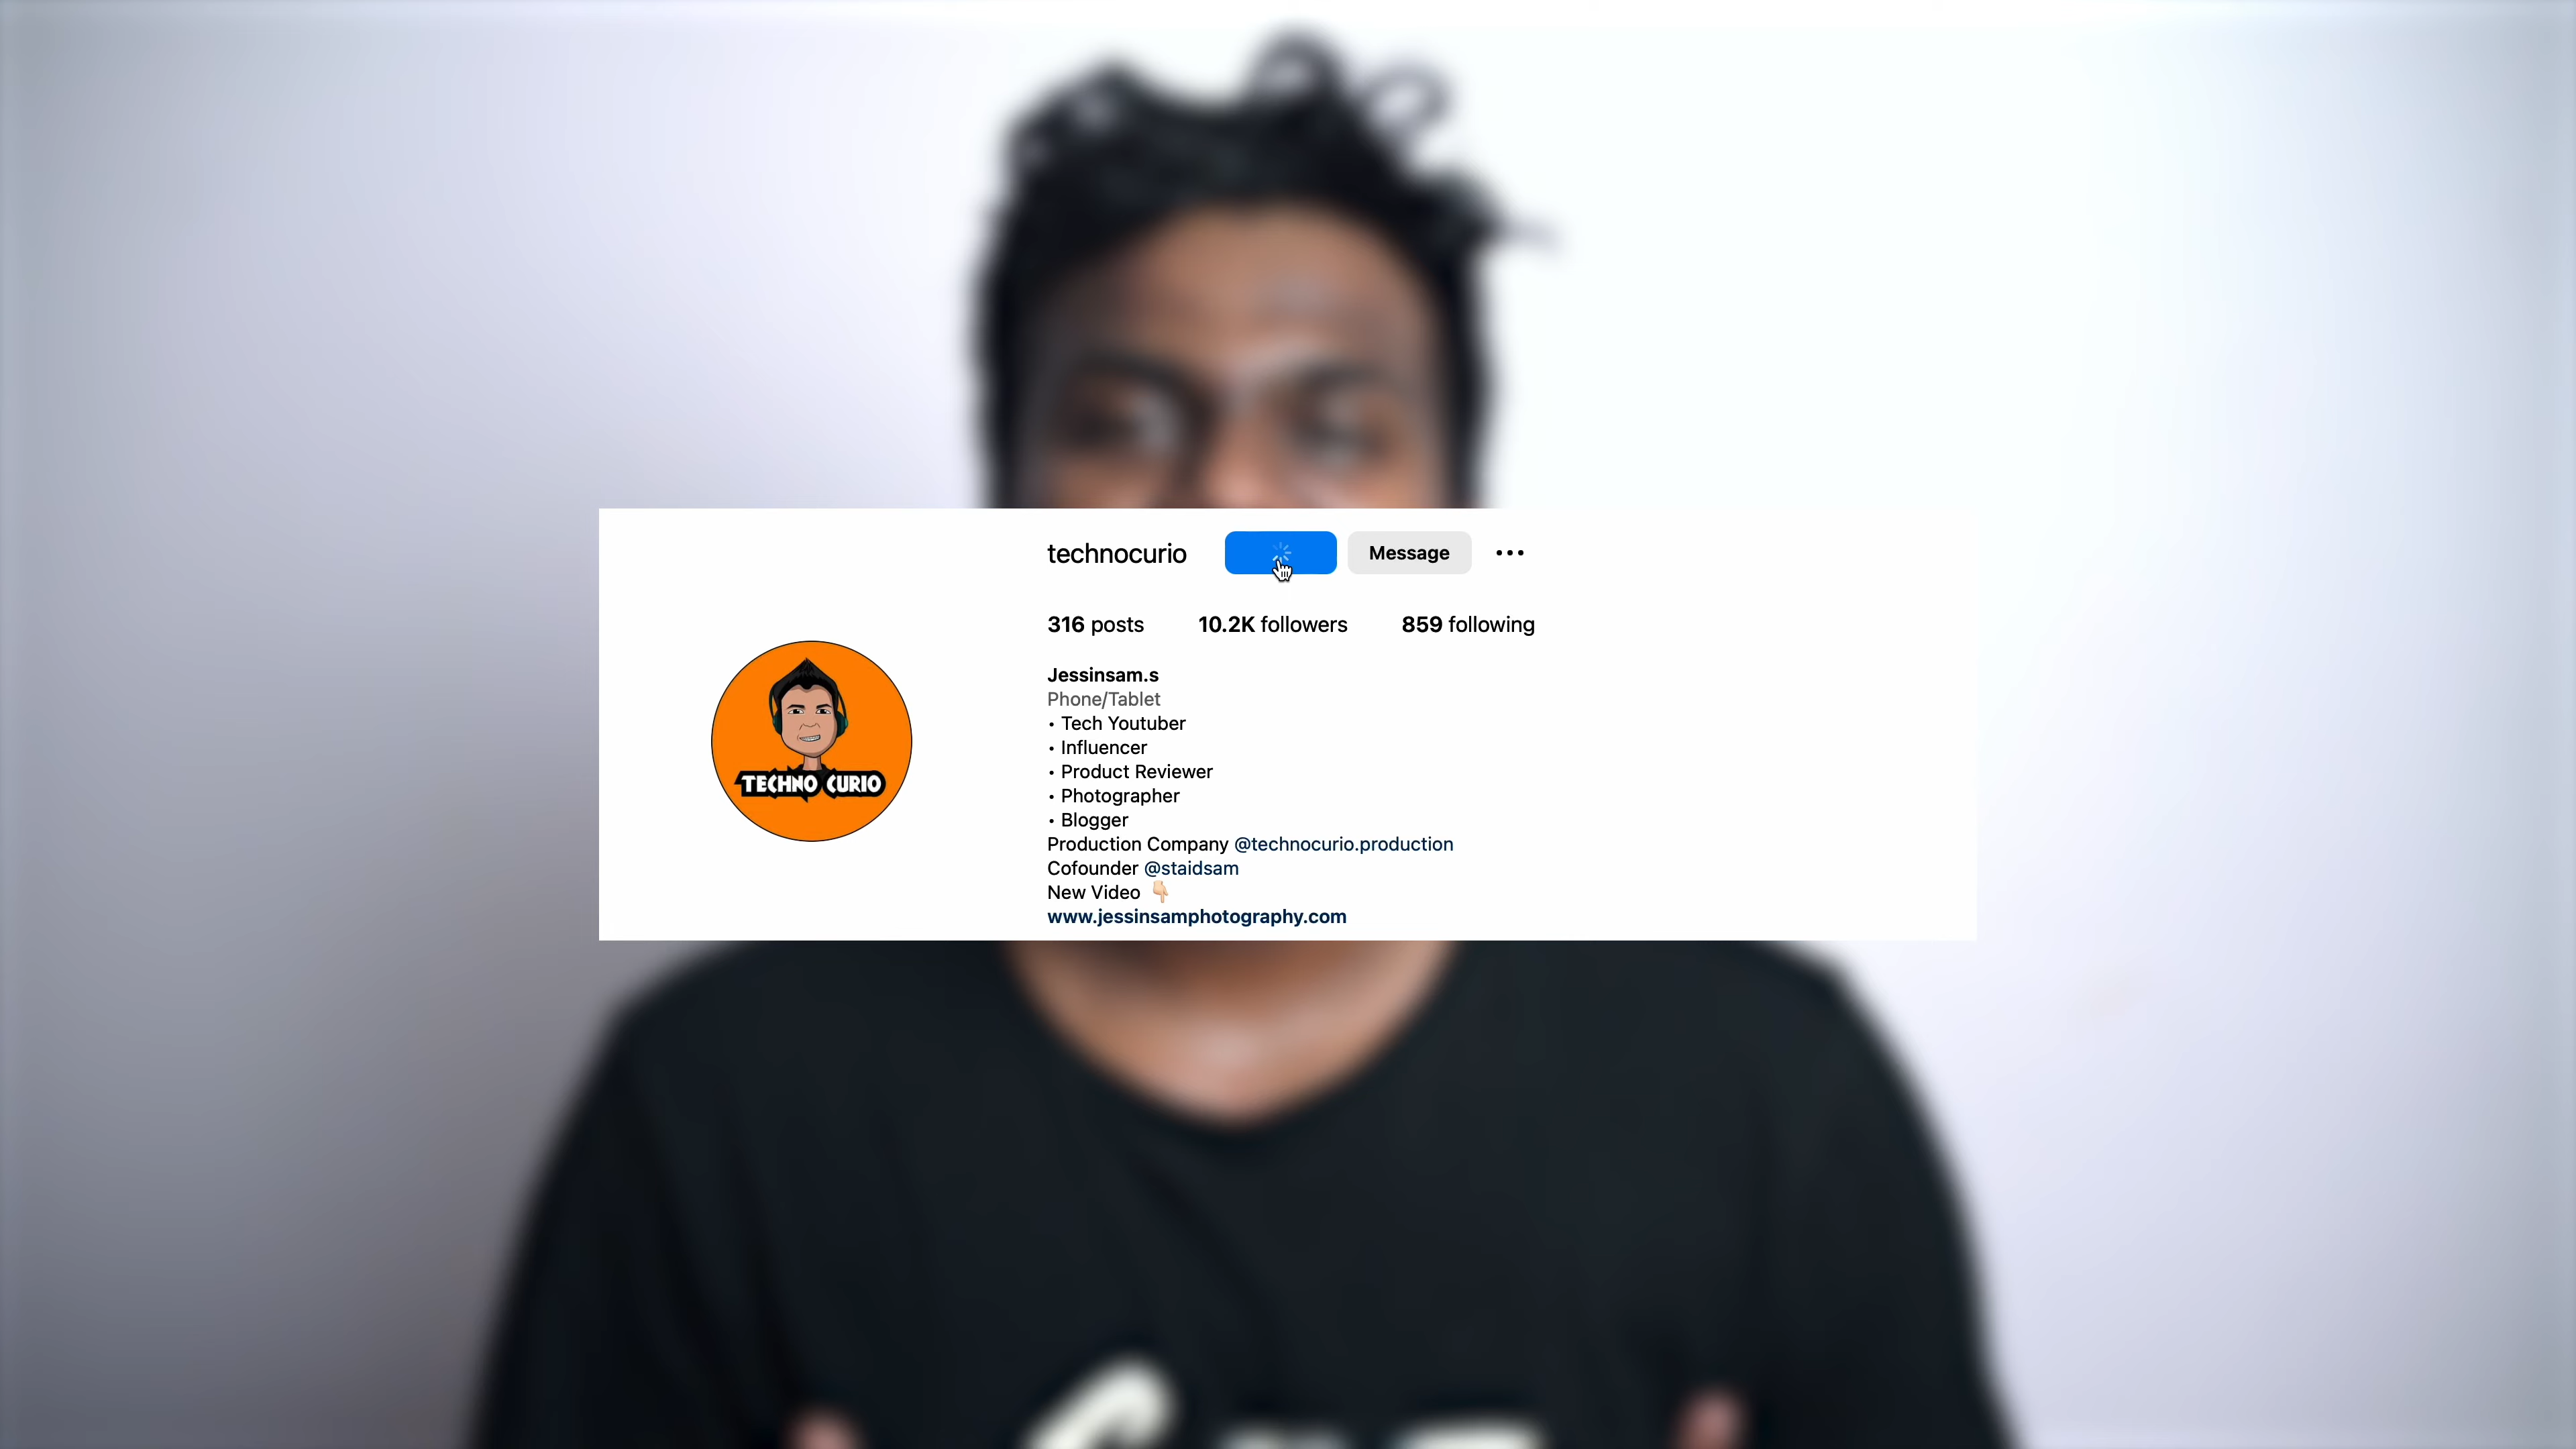 technocurio Message
316 posts 10.2K followers 859 following
Jessinsam.s
Phone/Tablet
• Tech Youtuber
• Influencer
• Product Reviewer
• Photographer
• Blogger
Production Company @technocurio.production
Cofounder @staidsam
New Video 👇🏻
www.jessinsamphotography.com
TECHNO CURIO